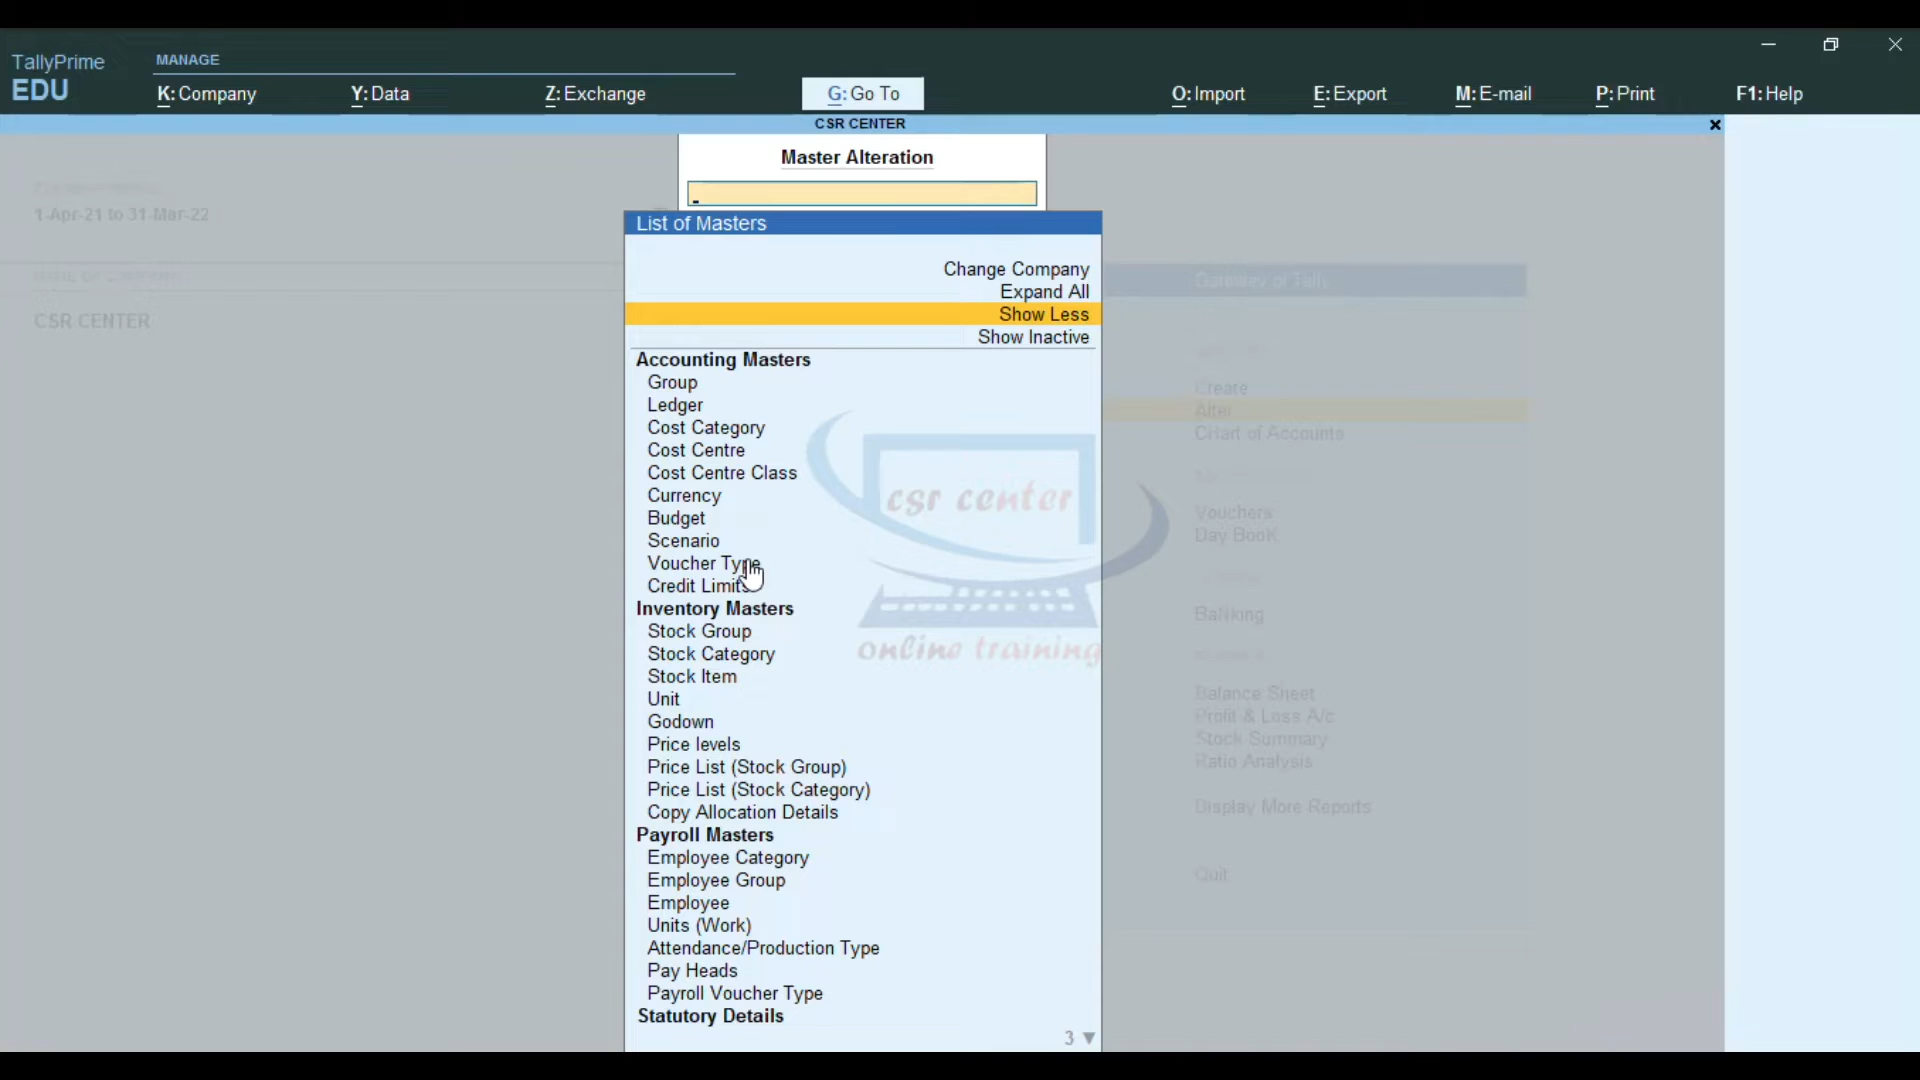 TallyPrime
EDU
MANAGE
K: Company
Y: Data
Z: Exchange
G: Go To
O: Import
E: Export
M: E-mail
P: Print
F1: Help
CSR CENTER
Master Alteration
1-Apr-21 to 31-Mar-22
CSR CENTER
List of Masters
Change Company
Expand All
Show Less
Show Inactive
Accounting Masters
Group
Ledger
Cost Category
Cost Centre
Cost Centre Class
Currency
Budget
Scenario
Voucher Type
Credit Limits
Inventory Masters
Stock Group
Stock Category
Stock Item
Unit
Godown
Price levels
Price List (Stock Group)
Price List (Stock Category)
Copy Allocation Details
Payroll Masters
Employee Category
Employee Group
Employee
Units (Work)
Attendance/Production Type
Pay Heads
Payroll Voucher Type
Statutory Details
3
csr center
online training
Gateway of Tally
Create
Alter
Chart of Accounts
Vouchers
Day Book
Banking
Balance Sheet
Profit & Loss A/c
Stock Summary
Ratio Analysis
Display More Reports
Quit